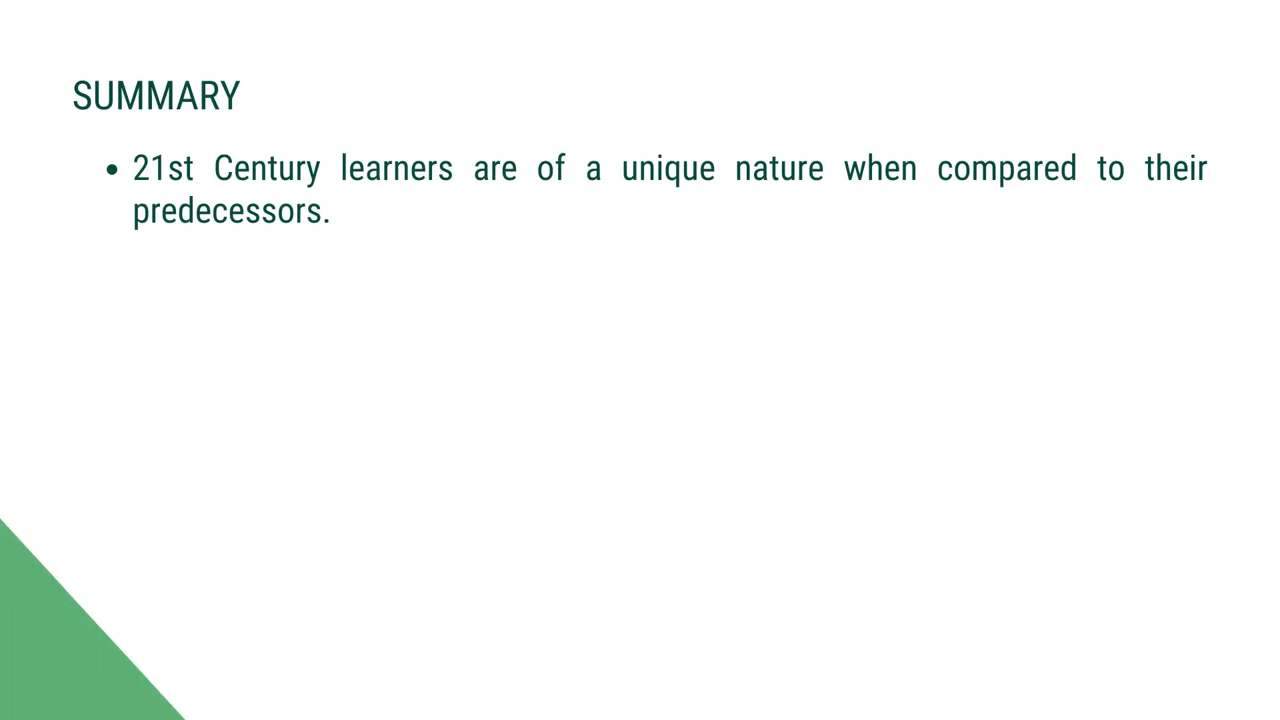 SUMMARY
• 21st Century learners are of a unique nature when compared to their
predecessors.